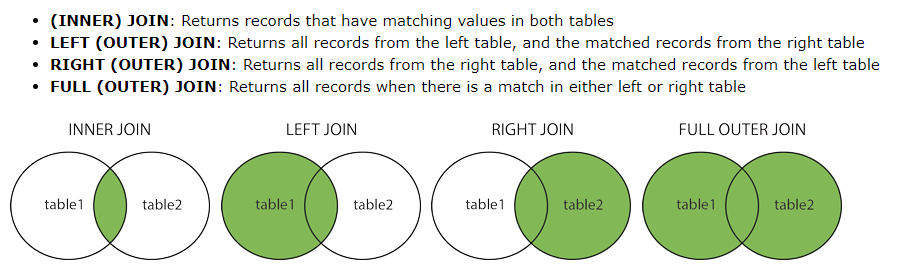 • (INNER) JOIN: Returns records that have matching values in both tables
• LEFT (OUTER) JOIN: Returns all records from the left table, and the matched records from the right table
• RIGHT (OUTER) JOIN: Returns all records from the right table, and the matched records from the left table
• FULL (OUTER) JOIN: Returns all records when there is a match in either left or right table
INNER JOIN LEFT JOIN RIGHT JOIN FULL OUTER JOIN
table1 table2 table1 table2 table1 table2 table1 table2